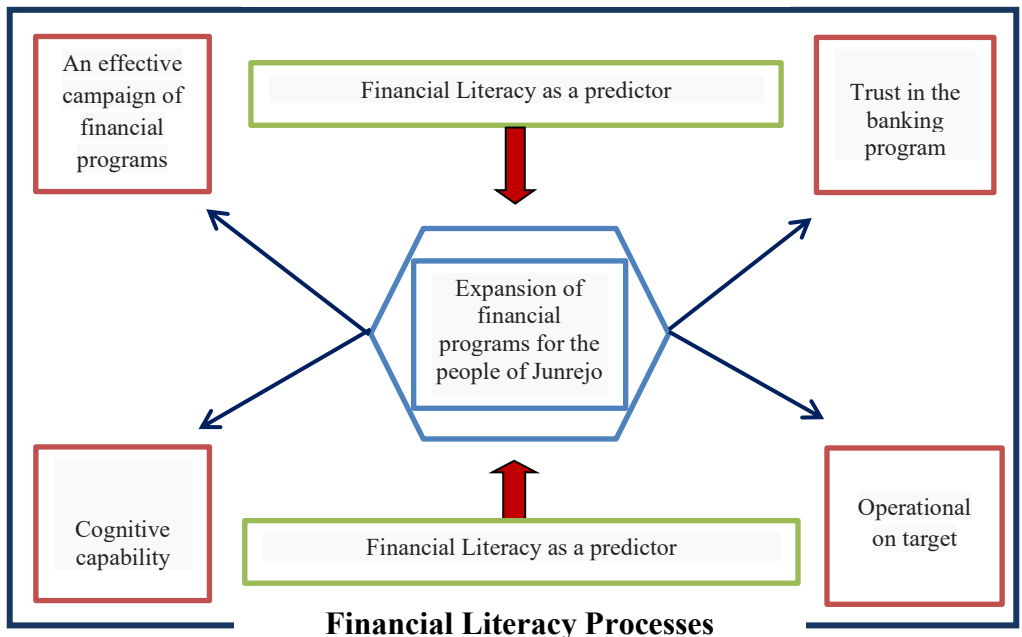 An effective
campaign of
financial
programs
Financial Literacy as a predictor
Trust in the
banking
program
Expansion of
financial
programs for the
people of Junrejo
Cognitive
capability
Financial Literacy as a predictor
Operational
on target
Financial Literacy Processes